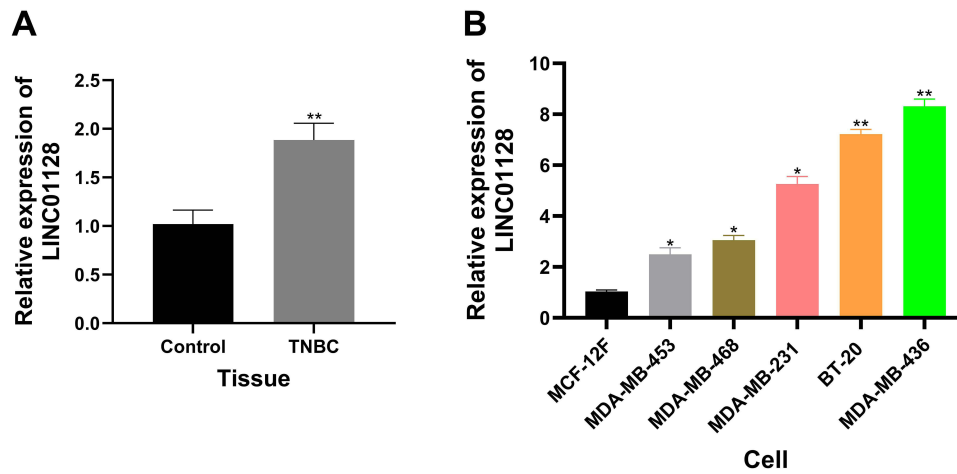 A
Relative expression of
LINC01128
2.5
2.0
1.5
1.0
0.5
0.0
**
Control
TNBC
Tissue
B
Relative expression of
LINC01128
10
8
6
4
2
0
*
*
*
**
**
MCF-12F
MDA-MB-453
MDA-MB-468
MDA-MB-231
BT-20
MDA-MB-436
Cell